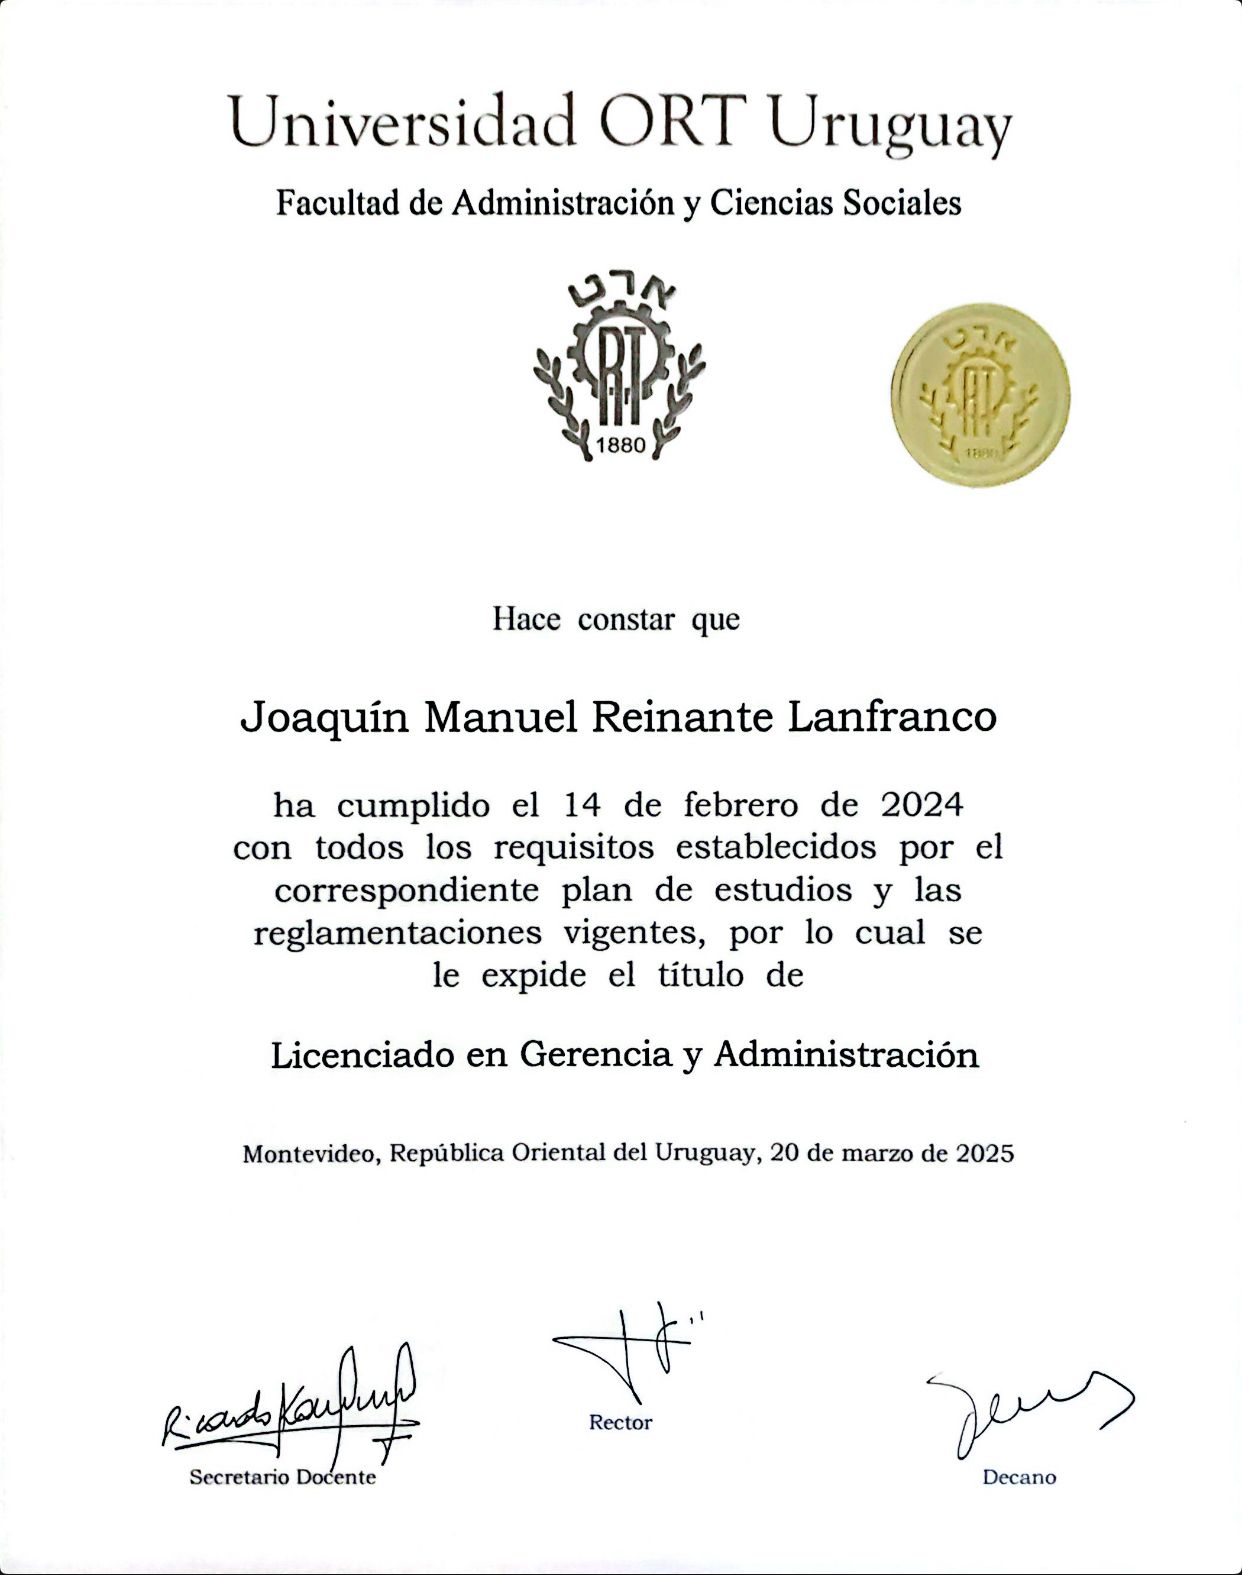 Universidad ORT Uruguay
Facultad de Administración y Ciencias Sociales
אורט
ORT
1880
אורט
ORT
1880
Hace constar que
Joaquín Manuel Reinante Lanfranco
ha cumplido el 14 de febrero de 2024
con todos los requisitos establecidos por el
correspondiente plan de estudios y las
reglamentaciones vigentes, por lo cual se
le expide el título de
Licenciado en Gerencia y Administración
Montevideo, República Oriental del Uruguay, 20 de marzo de 2025
Ricardo
Secretario Docente
Rector
Decano